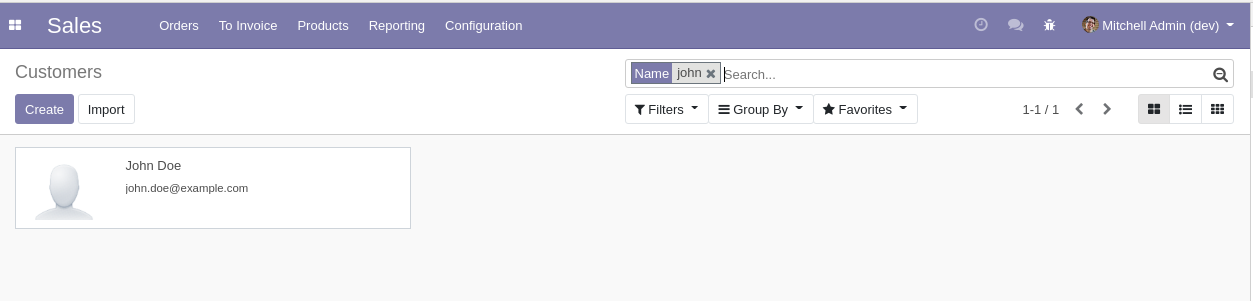 Sales Orders To Invoice Products Reporting Configuration Mitchell Admin (dev)
Customers
Name john Search...
Create Import Filters Group By Favorites 1-1 / 1
John Doe
john.doe@example.com